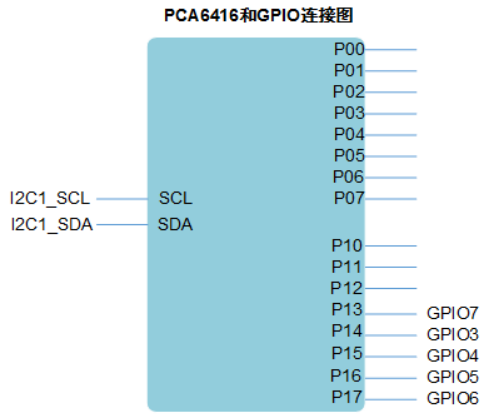 PCA6416和GPIO连接图
P00
P01
P02
P03
P04
P05
P06
I2C1_SCL SCL P07
I2C1_SDA SDA
P10
P11
P12
P13 GPIO7
P14 GPIO3
P15 GPIO4
P16 GPIO5
P17 GPIO6